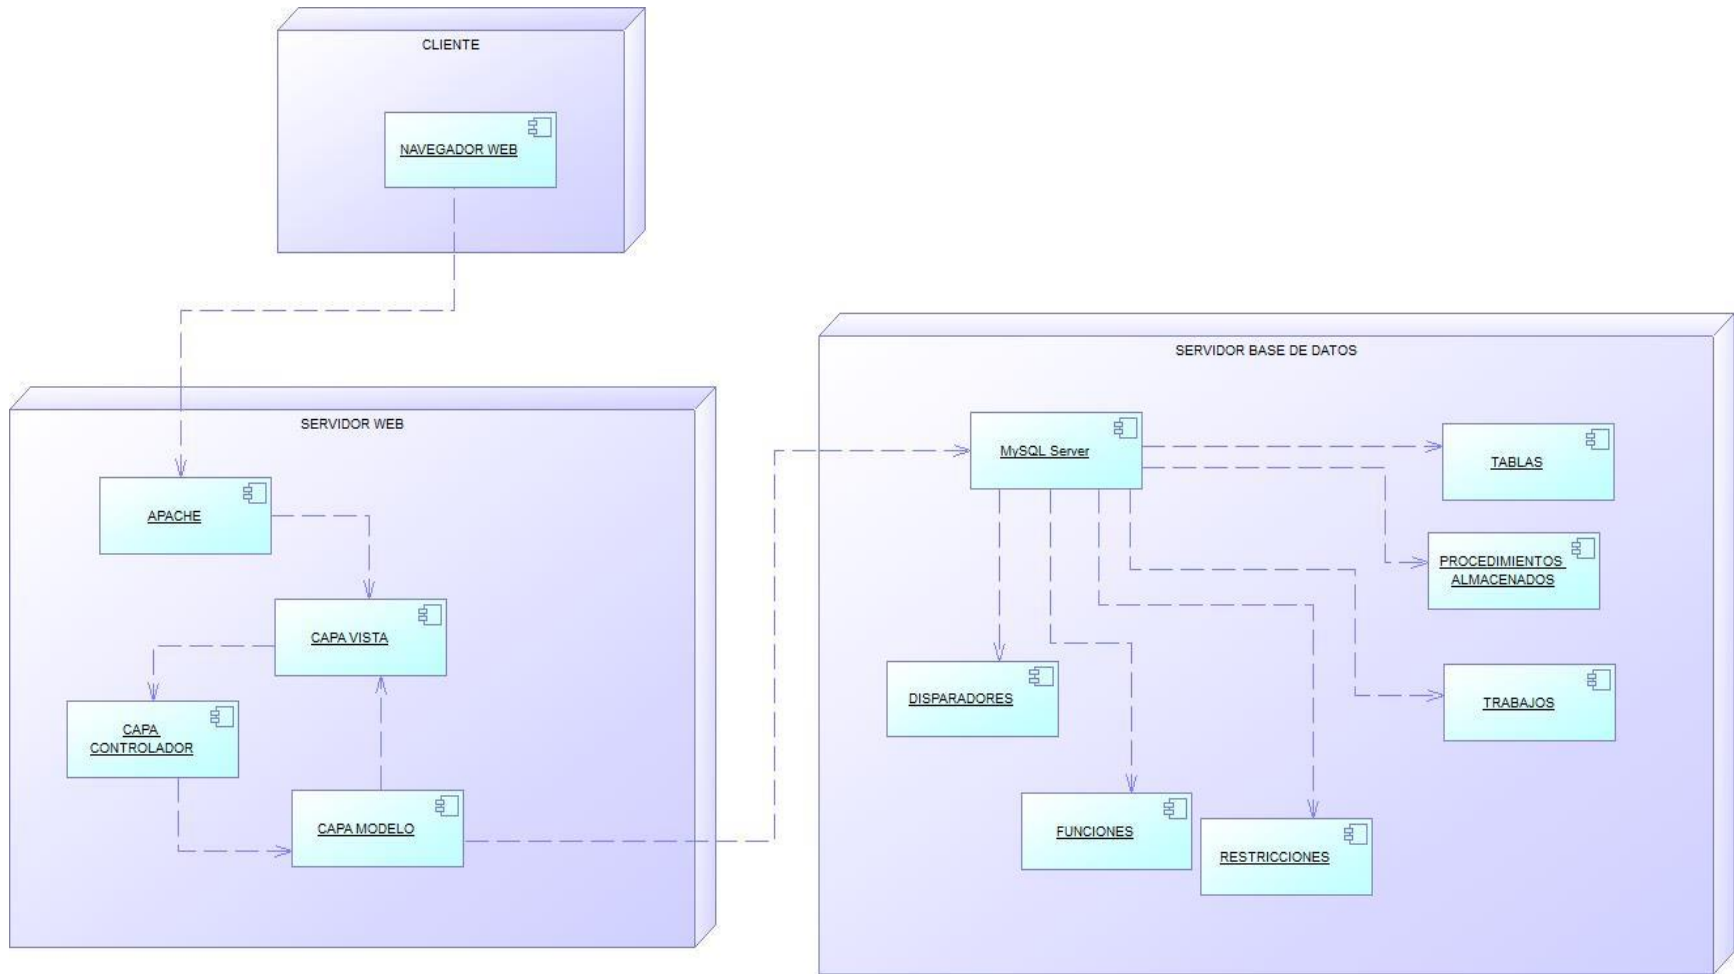 CLIENTE
NAVEGADOR WEB
SERVIDOR WEB
APACHE
CAPA VISTA
CAPA
CONTROLADOR
CAPA MODELO
SERVIDOR BASE DE DATOS
MySQL Server
TABLAS
PROCEDIMIENTOS
ALMACENADOS
DISPARADORES
TRABAJOS
FUNCIONES
RESTRICCIONES